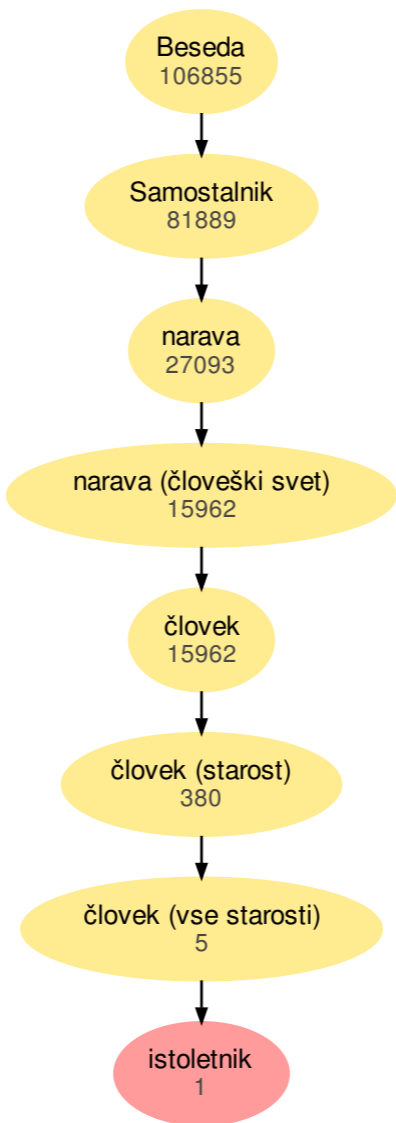 Beseda
106855
Samostalnik
81889
narava
27093
narava (človeški svet)
15962
človek
15962
človek (starost)
380
človek (vse starosti)
5
istoletnik
1